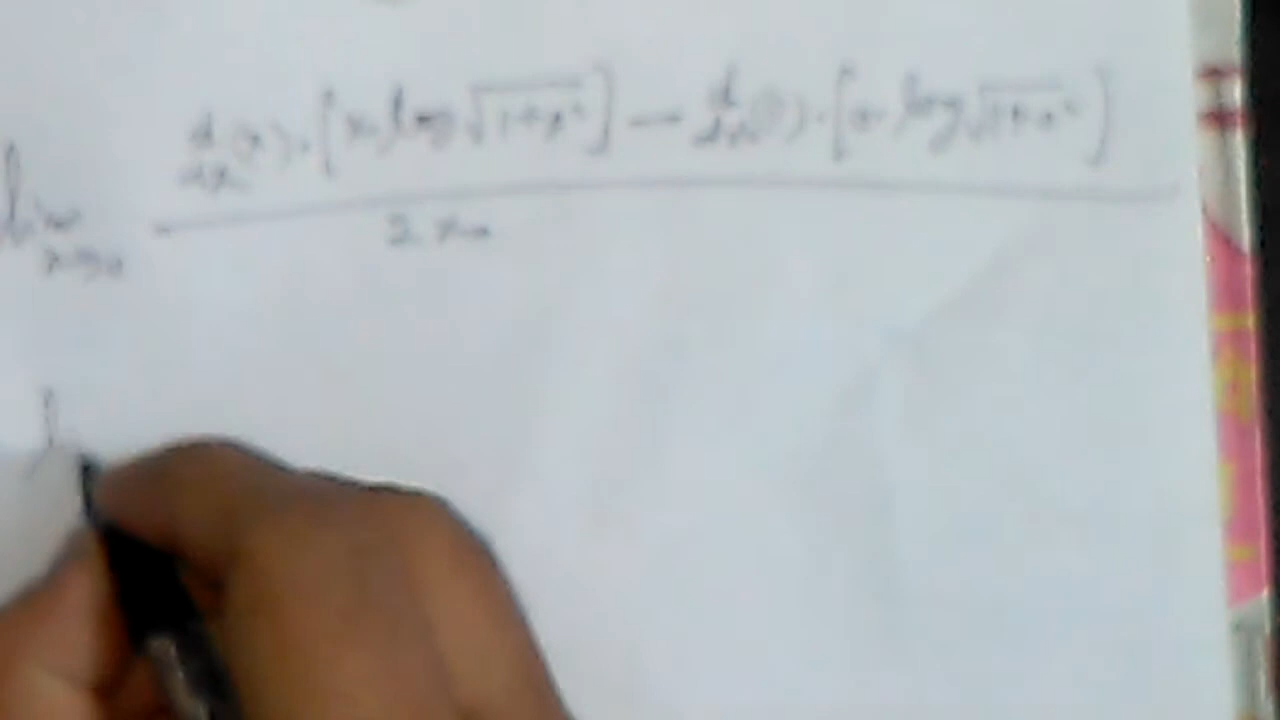 d/dx(x).[x log√1+x²] - d/dx(1).[x log√1+x²]
lim x→0 2x